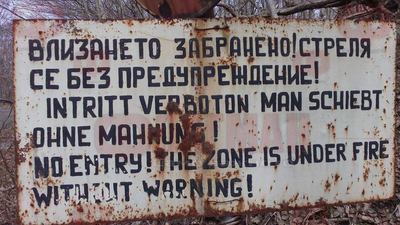 ВЛИЗАНЕТО ЗАБРАНЕНО! СТРЕЛЯ
СЕ БЕЗ ПРЕДУПРЕЖДЕНИЕ!
INTRITT VERBOTON MAN SCHIEBT
OHNE MAHNUNG!
NO ENTRY! THE ZONE IS UNDER FIRE
WITHOUT WARNING!